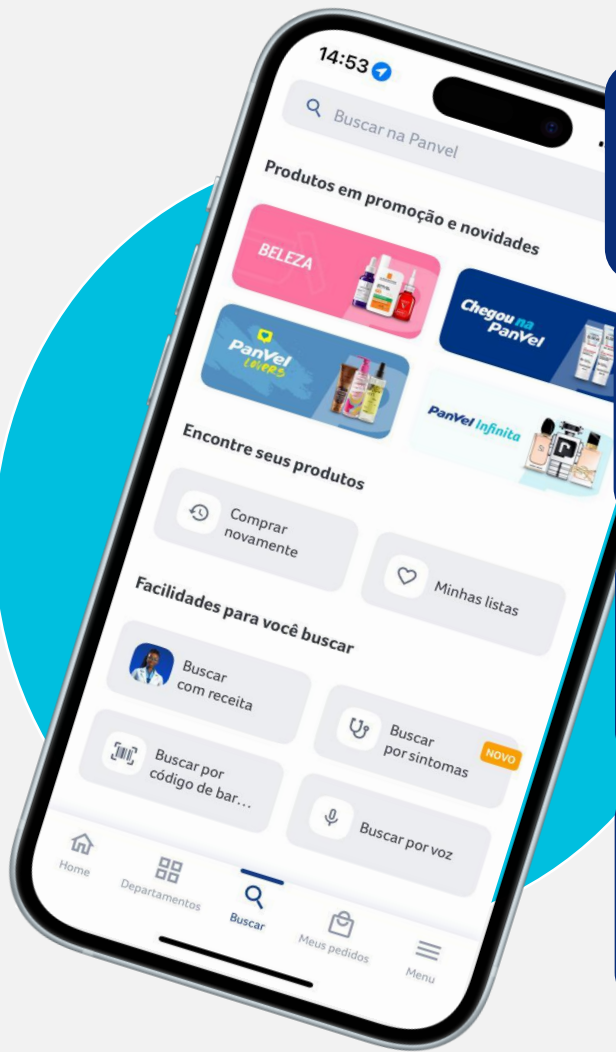 14:53
Buscar na Panvel
Produtos em promoção e novidades
BELEZA
Chegou na
PanVel
PanVel
Lovers
PanVel Infinita
Encontre seus produtos
Comprar
novamente
Minhas listas
Facilidades para você buscar
Buscar
com receita
Buscar
por sintomas
NOVO
Buscar por
código de bar...
Buscar por voz
Home
Departamentos
Buscar
Meus pedidos
Menu